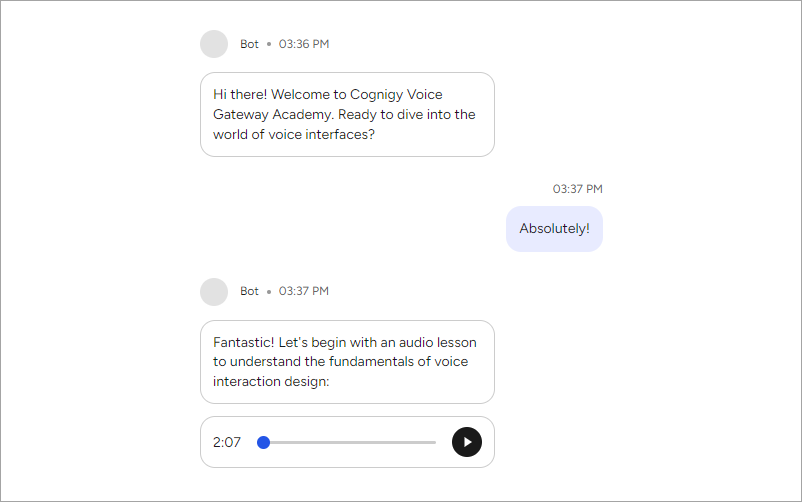 Bot • 03:36 PM
Hi there! Welcome to Cognigy Voice
Gateway Academy. Ready to dive into the
world of voice interfaces?
03:37 PM
Absolutely!
Bot • 03:37 PM
Fantastic! Let's begin with an audio lesson
to understand the fundamentals of voice
interaction design:
2:07